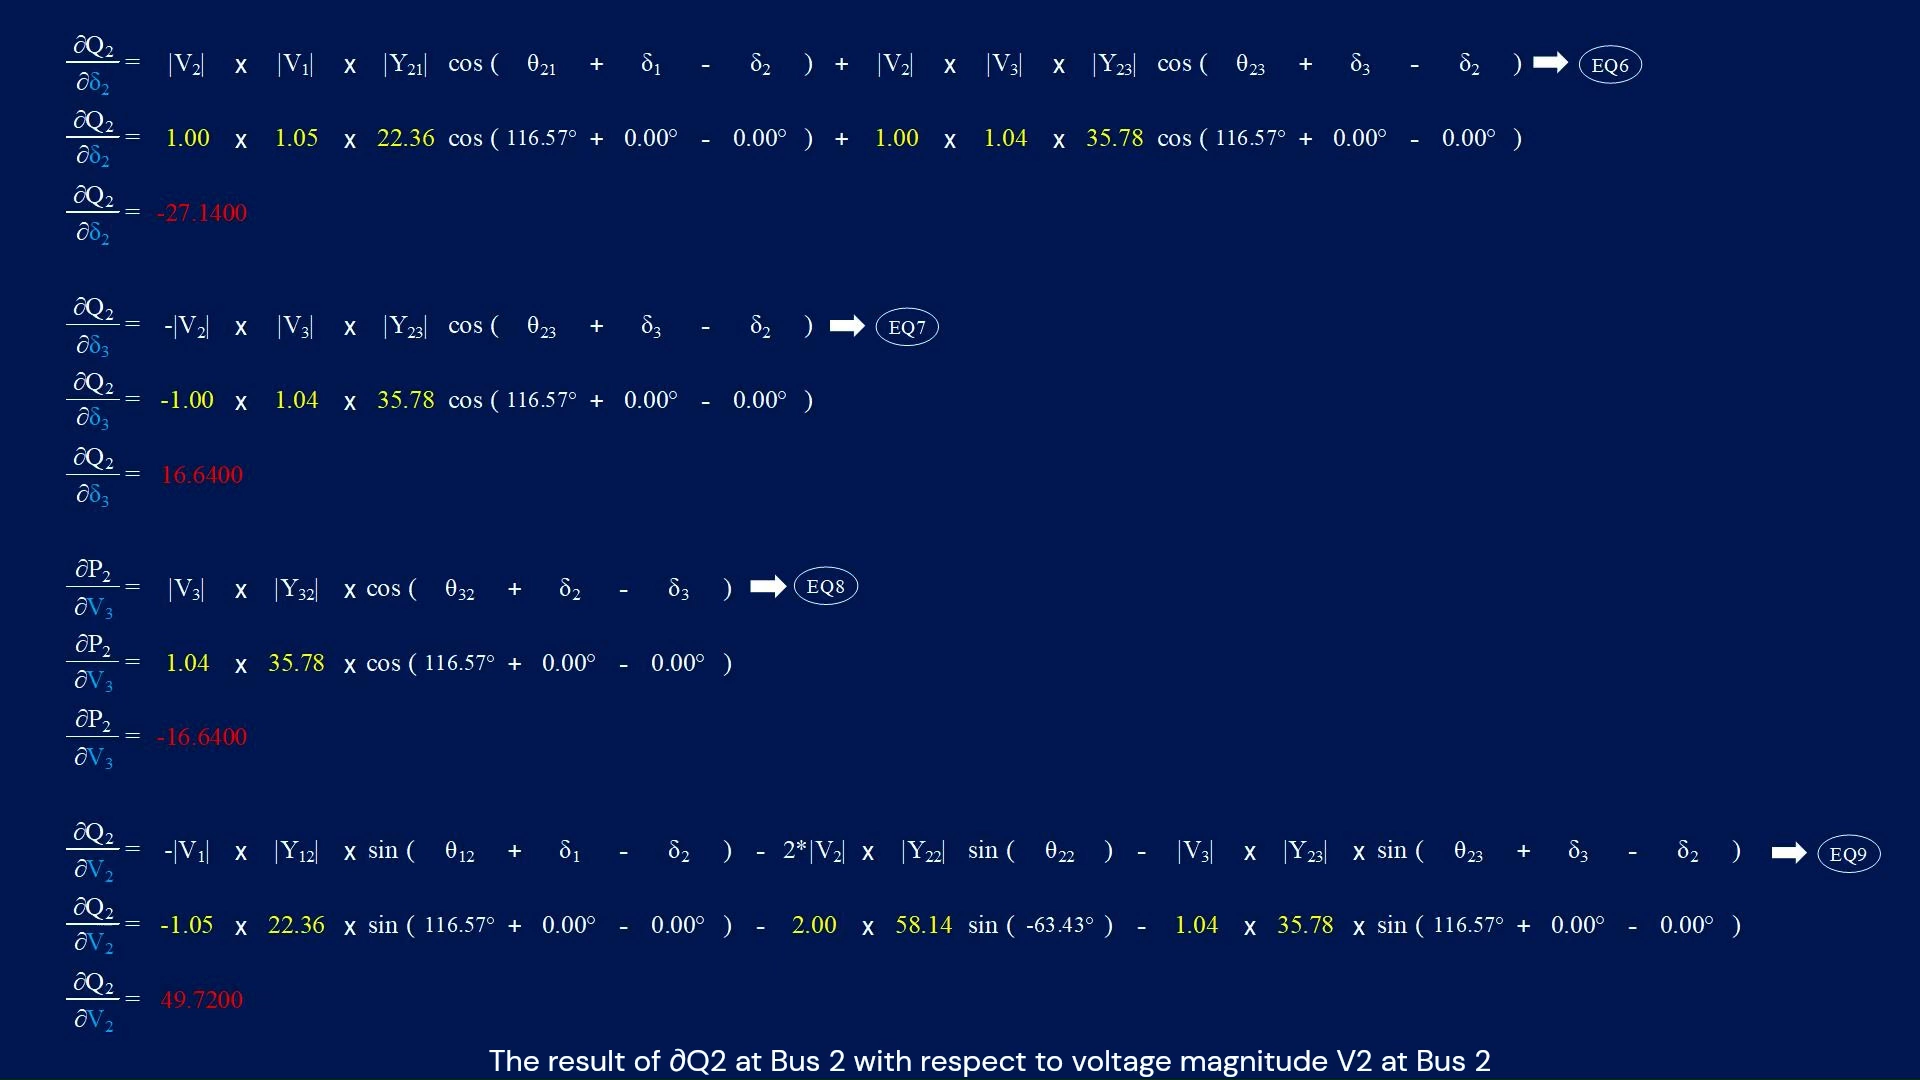 ∂Q₂/∂δ₂ = |V₂| x |V₁| x |Y₂₁| cos ( θ₂₁ + δ₁ - δ₂ ) + |V₂| x |V₃| x |Y₂₃| cos ( θ₂₃ + δ₃ - δ₂ ) ➡ EQ6
∂Q₂/∂δ₂ = 1.00 x 1.05 x 22.36 cos ( 116.57° + 0.00° - 0.00° ) + 1.00 x 1.04 x 35.78 cos ( 116.57° + 0.00° - 0.00° )
∂Q₂/∂δ₂ = -27.1400
∂Q₂/∂δ₃ = -|V₂| x |V₃| x |Y₂₃| cos ( θ₂₃ + δ₃ - δ₂ ) ➡ EQ7
∂Q₂/∂δ₃ = -1.00 x 1.04 x 35.78 cos ( 116.57° + 0.00° - 0.00° )
∂Q₂/∂δ₃ = 16.6400
∂P₂/∂V₃ = |V₃| x |Y₃₂| x cos ( θ₃₂ + δ₂ - δ₃ ) ➡ EQ8
∂P₂/∂V₃ = 1.04 x 35.78 x cos ( 116.57° + 0.00° - 0.00° )
∂P₂/∂V₃ = -16.6400
∂Q₂/∂V₂ = -|V₁| x |Y₁₂| x sin ( θ₁₂ + δ₁ - δ₂ ) - 2*|V₂| x |Y₂₂| sin ( θ₂₂ ) - |V₃| x |Y₂₃| x sin ( θ₂₃ + δ₃ - δ₂ ) ➡ EQ9
∂Q₂/∂V₂ = -1.05 x 22.36 x sin ( 116.57° + 0.00° - 0.00° ) - 2.00 x 58.14 sin ( -63.43° ) - 1.04 x 35.78 x sin ( 116.57° + 0.00° - 0.00° )
∂Q₂/∂V₂ = 49.7200
The result of ∂Q2 at Bus 2 with respect to voltage magnitude V2 at Bus 2